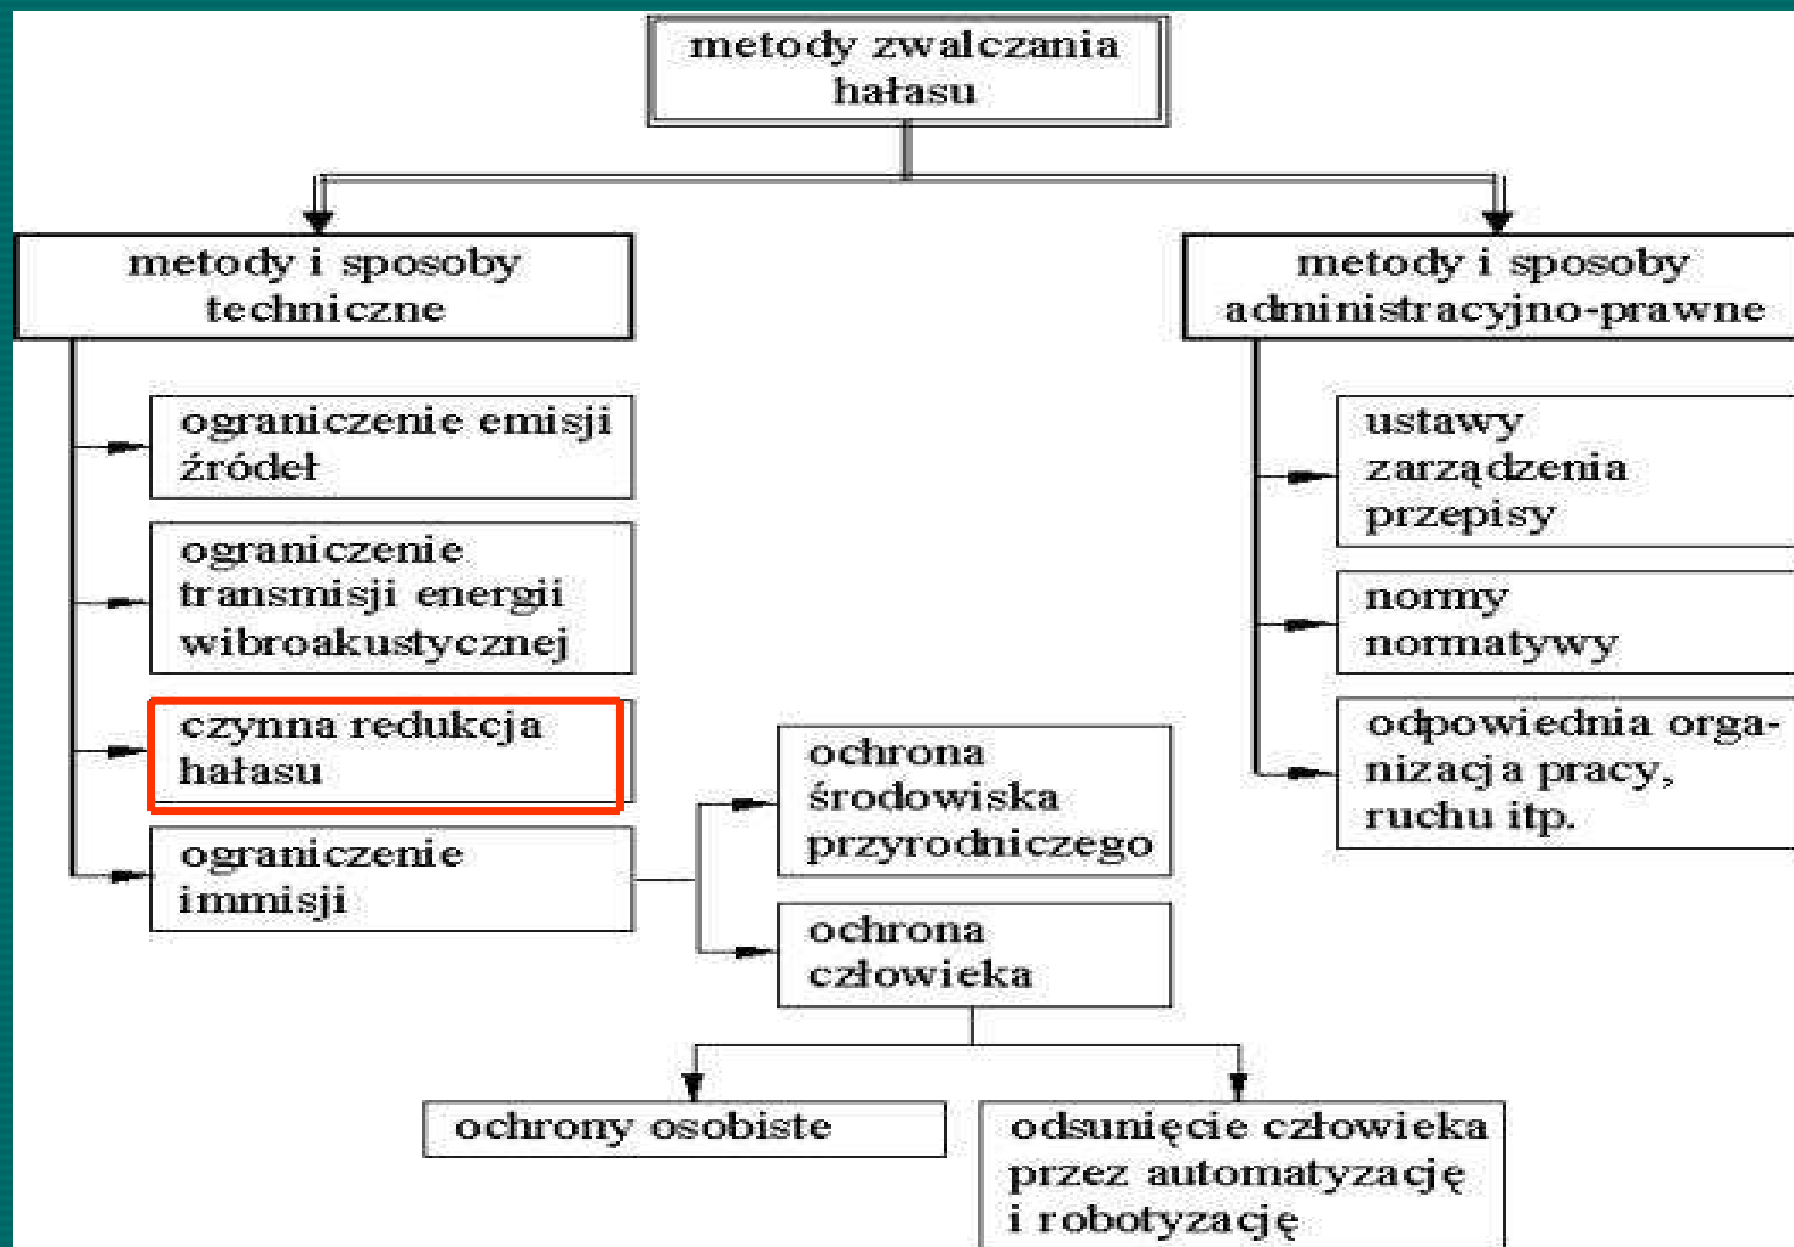 metody zwalczania
hałasu
metody i sposoby
techniczne
ograniczenie emisji
źródeł
ograniczenie
transmisji energii
wibroakustycznej
czynna redukcja
hałasu
ograniczenie
immisji
ochrona
środowiska
przyrodniczego
ochrona
człowieka
ochrony osobiste
odsunięcie człowieka
przez automatyzację
i robotyzację
metody i sposoby
administracyjno-prawne
ustawy
zarządzenia
przepisy
normy
normatywy
odpowiednia orga-
nizacja pracy,
ruchu itp.